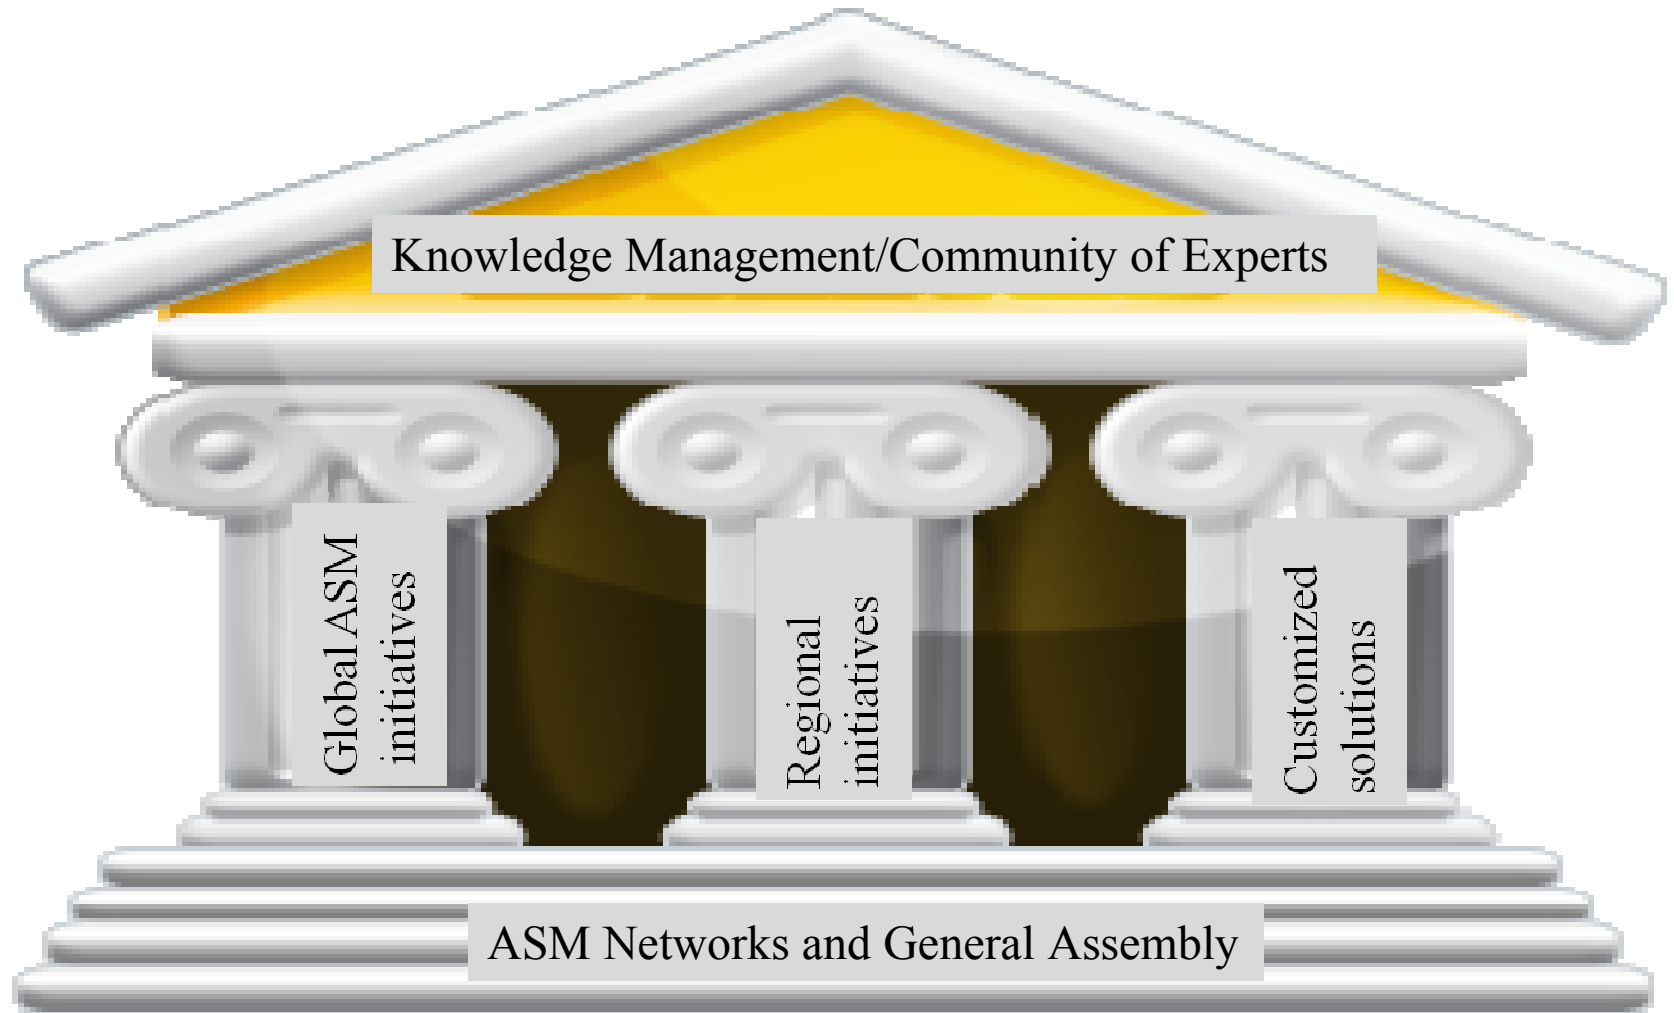 Knowledge Management/Community of Experts
Global ASM
initiatives
Regional
initiatives
Customized
solutions
ASM Networks and General Assembly